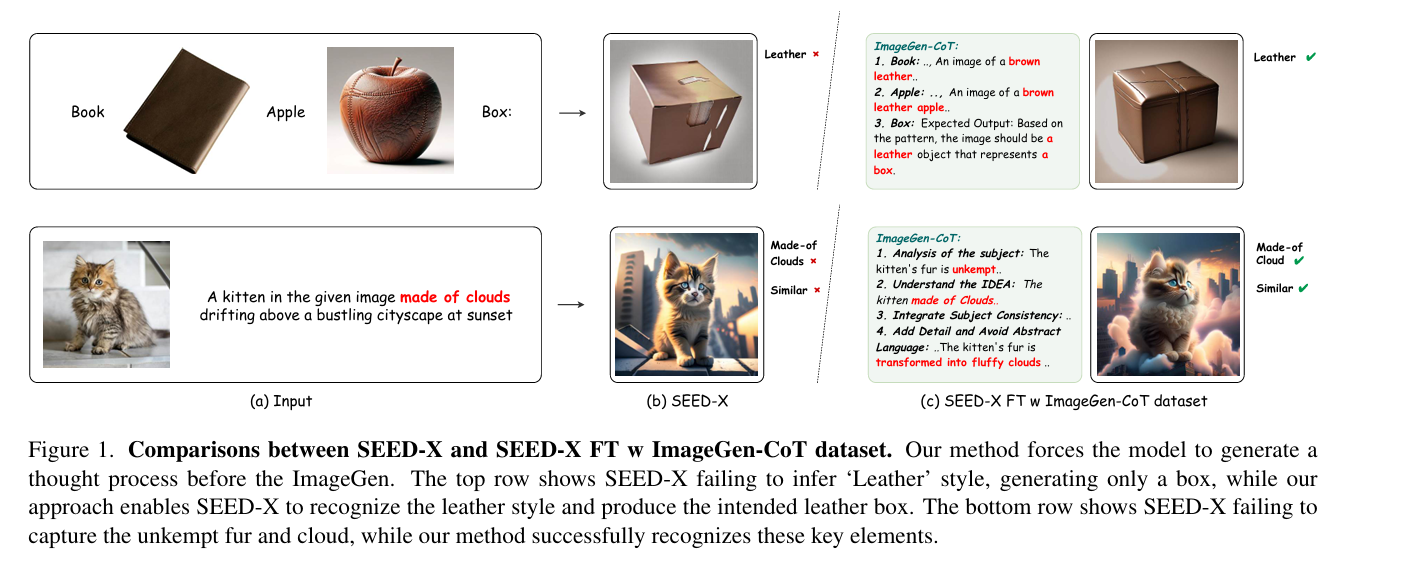 Book
Apple
Box:
Leather ×
ImageGen-CoT:
1. Book: .., An image of a brown
leather..
2. Apple: .., An image of a brown
leather apple..
3. Box: Expected Output: Based on
the pattern, the image should be a
leather object that represents a
box.
Leather ✔
A kitten in the given image made of clouds
drifting above a bustling cityscape at sunset
Made-of
Clouds ×
Similar ×
ImageGen-CoT:
1. Analysis of the subject: The
kitten's fur is unkempt..
2. Understand the IDEA: The
kitten made of Clouds..
3. Integrate Subject Consistency: ..
4. Add Detail and Avoid Abstract
Language: ..The kitten's fur is
transformed into fluffy clouds ..
Made-of
Cloud ✔
Similar ✔
(a) Input
(b) SEED-X
(c) SEED-X FT w ImageGen-CoT dataset
Figure 1. Comparisons between SEED-X and SEED-X FT w ImageGen-CoT dataset. Our method forces the model to generate a
thought process before the ImageGen. The top row shows SEED-X failing to infer ‘Leather’ style, generating only a box, while our
approach enables SEED-X to recognize the leather style and produce the intended leather box. The bottom row shows SEED-X failing to
capture the unkempt fur and cloud, while our method successfully recognizes these key elements.